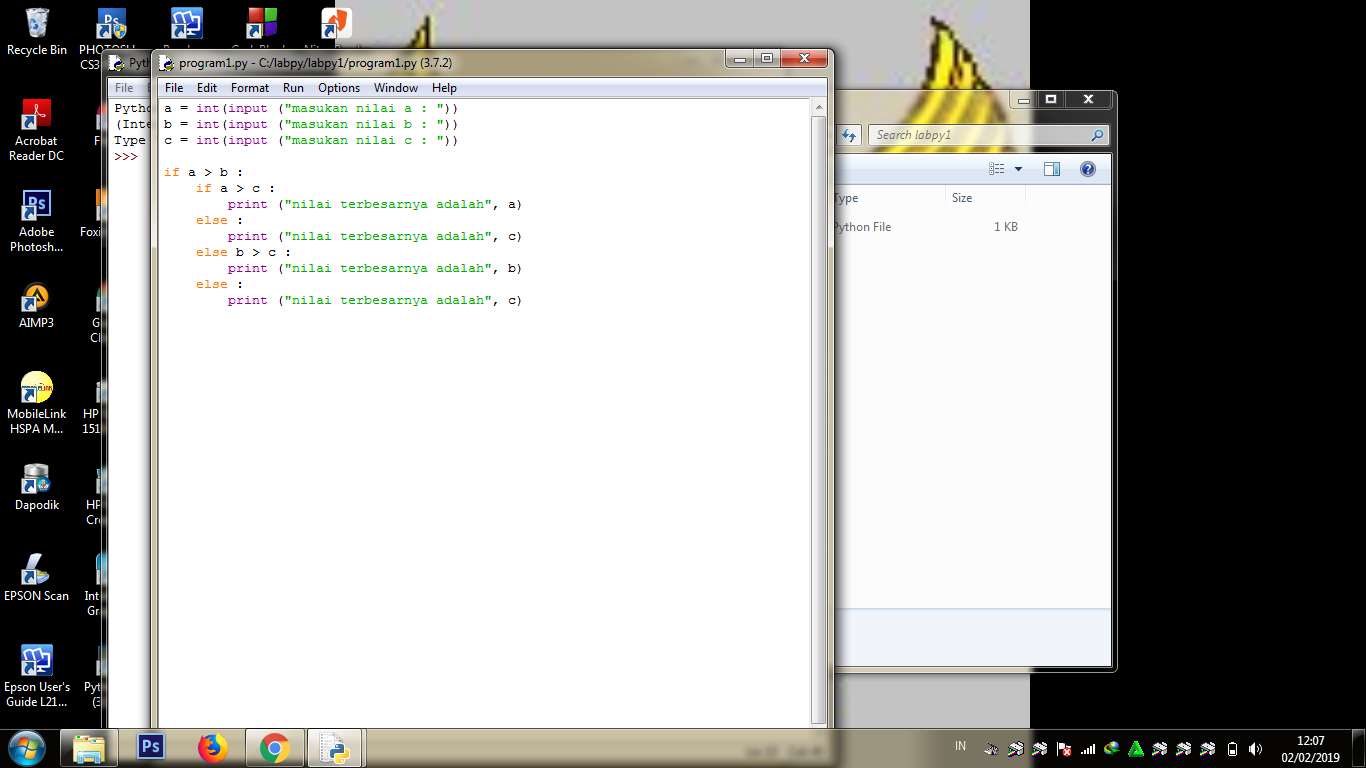 Recycle Bin
CS3
Acrobat
Reader DC
Adobe
Photosh...
Foxi
AIMP3
MobileLink
HSPA M...
HP
151
Dapodik
HP
Cre
EPSON Scan
Int
Gr
Epson User's
Guide L21...
Pyt
(3
Pyth
File
Pytho
(Inte
Type
>>>
program1.py - C:/labpy/labpy1/program1.py (3.7.2)
File Edit Format Run Options Window Help
a = int(input ("masukan nilai a : "))
b = int(input ("masukan nilai b : "))
c = int(input ("masukan nilai c : "))
if a > b :
    if a > c :
        print ("nilai terbesarnya adalah", a)
    else :
        print ("nilai terbesarnya adalah", c)
    else b > c :
        print ("nilai terbesarnya adalah", b)
    else :
        print ("nilai terbesarnya adalah", c)
Search labpy1
Type Size
Python File 1 KB
Ps
IN
12:07
02/02/2019